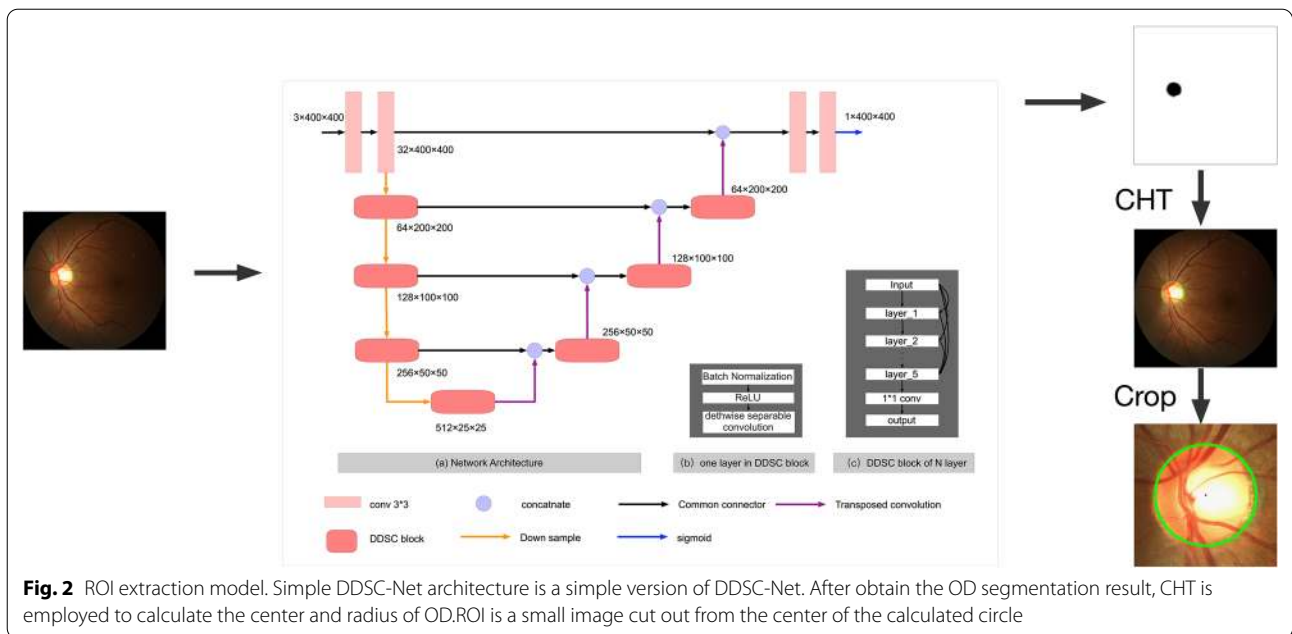 3×400×400
32×400×400
1×400×400
64×200×200
64×200×200
128×100×100
128×100×100
256×50×50
256×50×50
512×25×25
Batch Normalization
ReLU
dethwise separable
convolution
Input
layer_1
layer_2
layer_5
1*1 conv
output
(a) Network Architecture
(b) one layer in DDSC block
(c) DDSC block of N layer
conv 3*3
concatnate
Common connector
Transposed convolution
DDSC block
Down sample
sigmoid
CHT
Crop
Fig. 2 ROI extraction model. Simple DDSC-Net architecture is a simple version of DDSC-Net. After obtain the OD segmentation result, CHT is
employed to calculate the center and radius of OD.ROI is a small image cut out from the center of the calculated circle